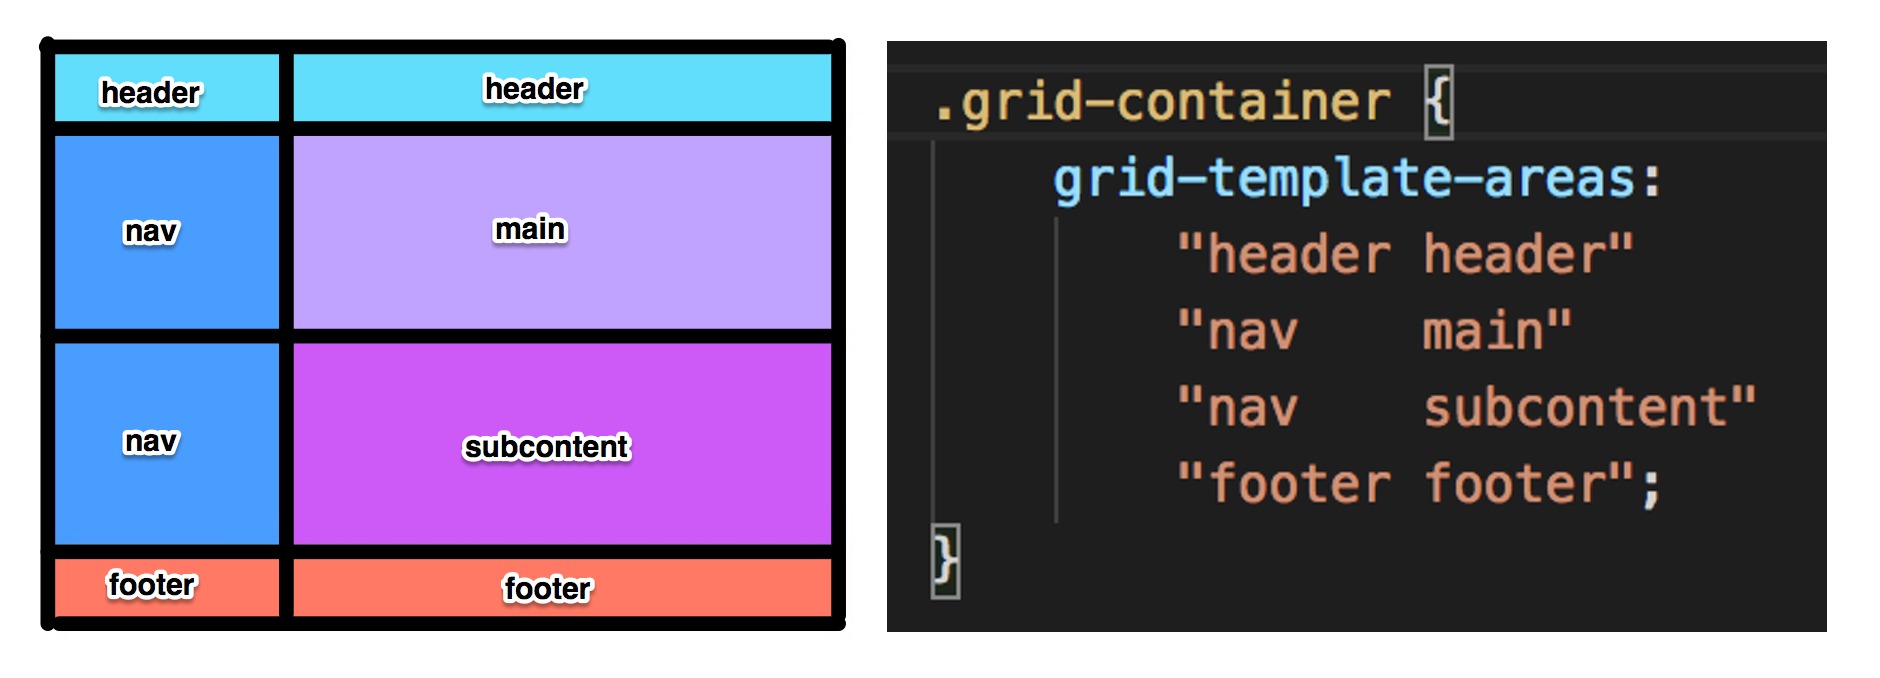 header header
nav main
nav subcontent
footer footer
.grid-container {
grid-template-areas:
"header header"
"nav    main"
"nav    subcontent"
"footer footer";
}